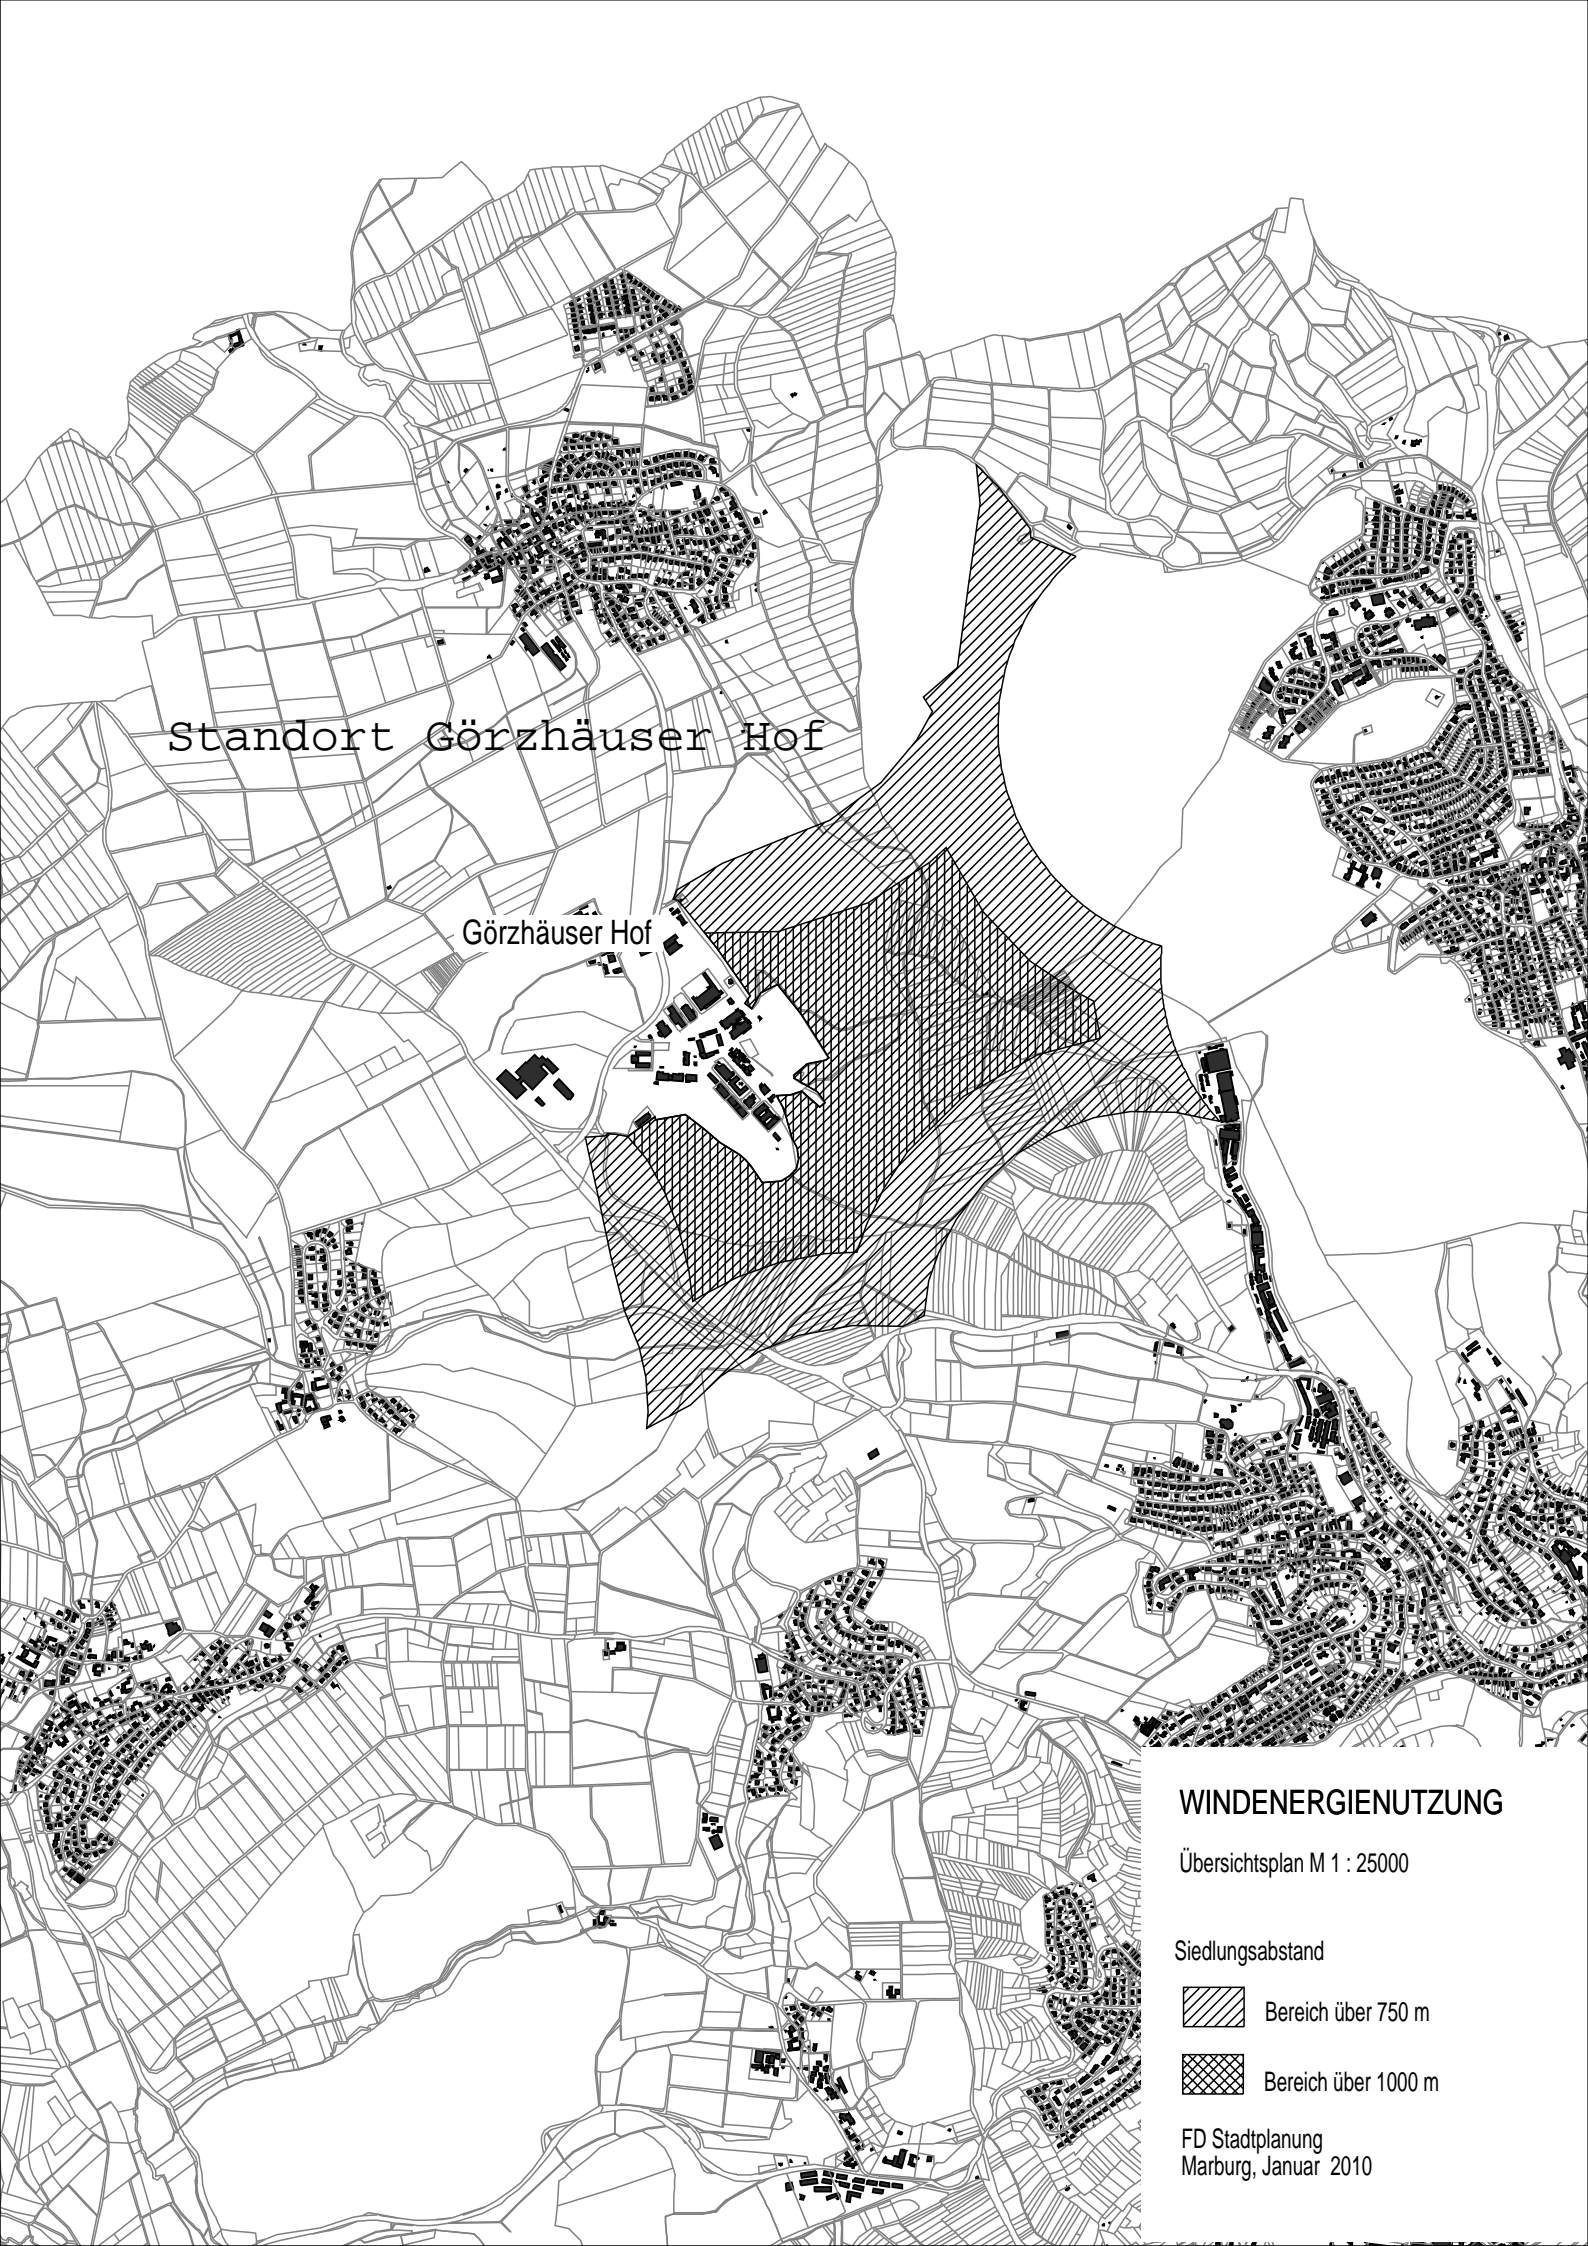 Standort Görzhäuser Hof
Görzhäuser Hof
WINDENERGIENUTZUNG
Übersichtsplan M 1 : 25000
Siedlungsabstand
Bereich über 750 m
Bereich über 1000 m
FD Stadtplanung
Marburg, Januar 2010